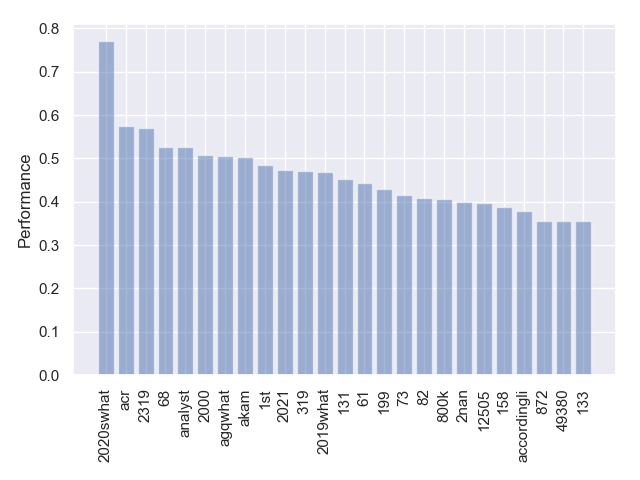 0.8
0.7
0.6
0.5
0.4
0.3
0.2
0.1
0.0
Performance
2020swhat
acr
2319
68
analyst
2000
agqwhat
akam
1st
2021
319
2019what
131
61
199
73
82
800k
2nan
12505
158
accordingli
872
49380
133